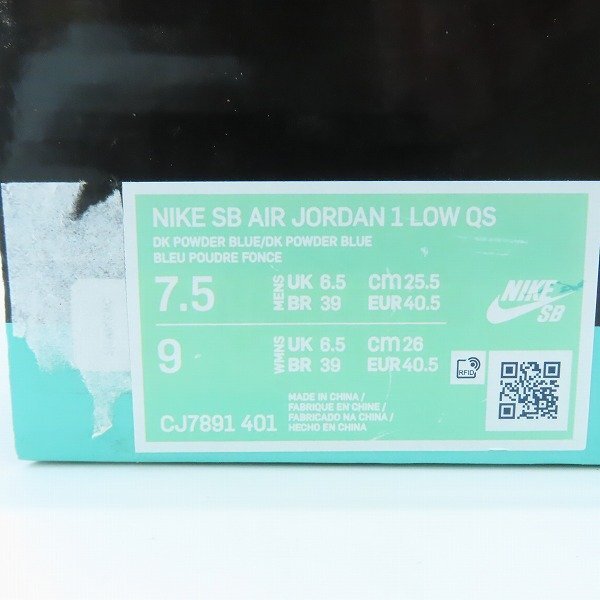 NIKE SB AIR JORDAN 1 LOW QS
DK POWDER BLUE/DK POWDER BLUE
BLEU POUDRE FONCE
7.5 MENS UK 6.5 CM 25.5
BR 39 EUR 40.5
9 WMNS UK 6.5 CM 26
BR 39 EUR 40.5
NIKE
SB
RFID
CJ7891 401
MADE IN CHINA/
FABRIQUE EN CHINE/
FABRICADO NA CHINA/
HECHO EN CHINA